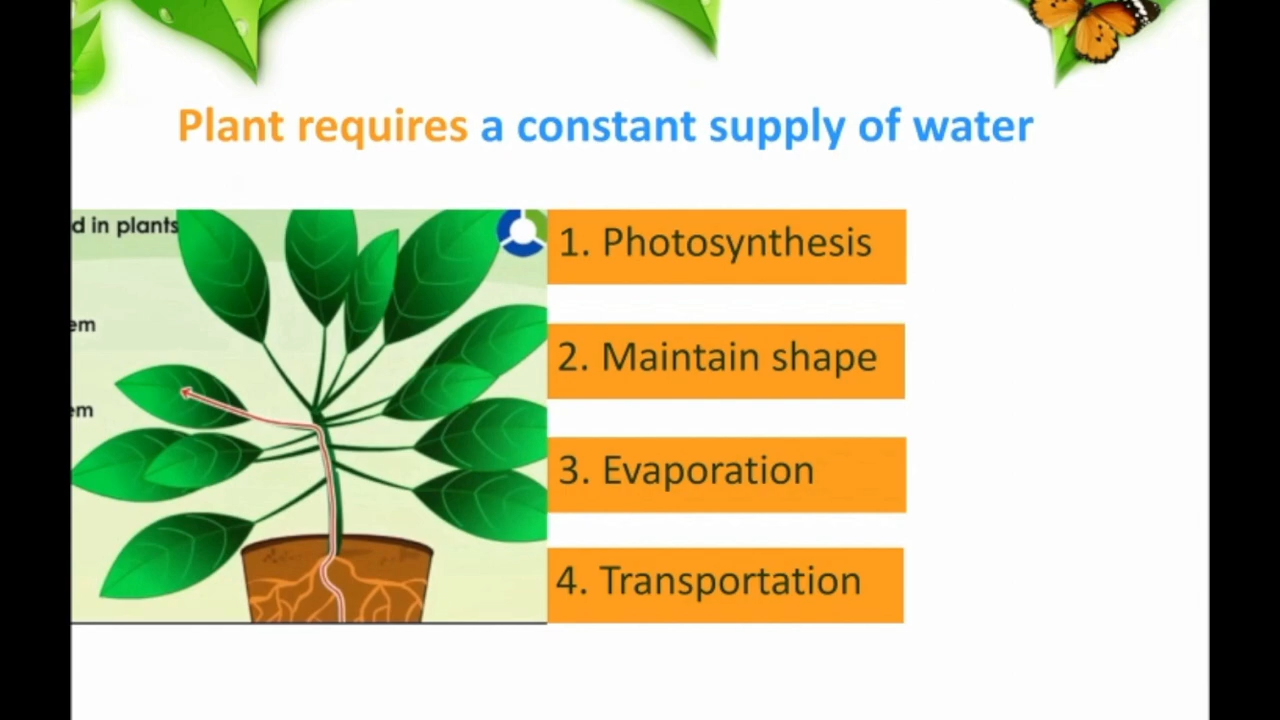 Plant requires a constant supply of water
d in plants
em
em
1. Photosynthesis
2. Maintain shape
3. Evaporation
4. Transportation